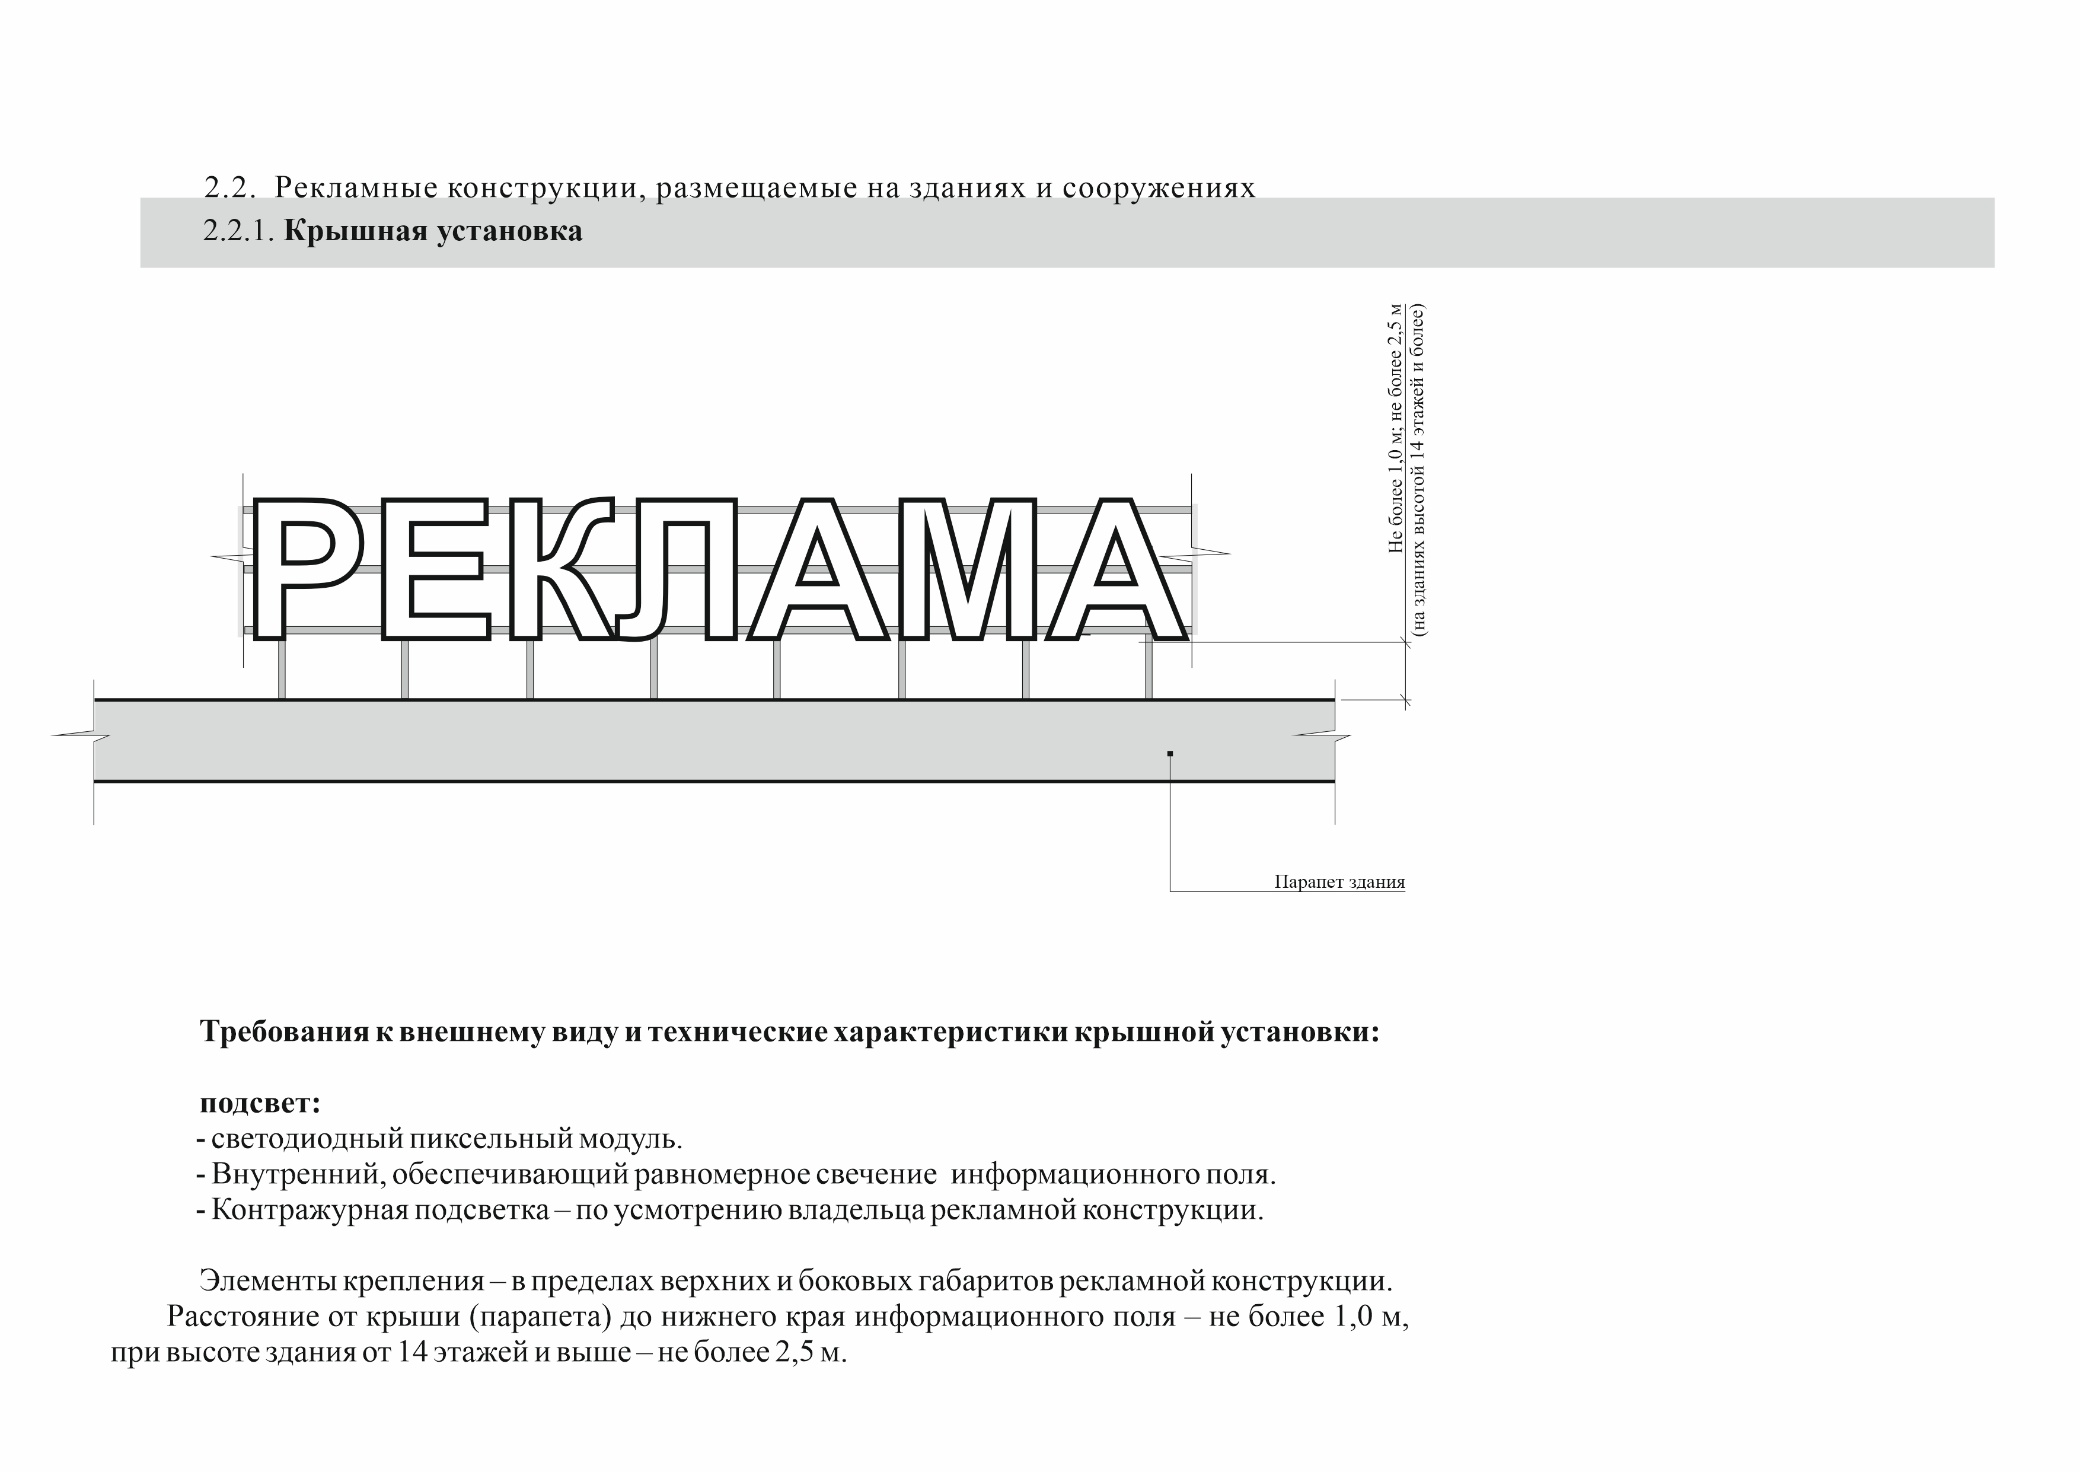 2.2. Рекламные конструкции, размещаемые на зданиях и сооружениях
2.2.1. Крышная установка
Не более 1,0 м; не более 2,5 м
(на зданиях высотой 14 этажей и более)
РЕКЛАМА
Парапет здания
Требования к внешнему виду и технические характеристики крышной установки:
подсвет:
- светодиодный пиксельный модуль.
- Внутренний, обеспечивающий равномерное свечение информационного поля.
- Контражурная подсветка – по усмотрению владельца рекламной конструкции.
Элементы крепления – в пределах верхних и боковых габаритов рекламной конструкции.
Расстояние от крыши (парапета) до нижнего края информационного поля – не более 1,0 м,
при высоте здания от 14 этажей и выше – не более 2,5 м.